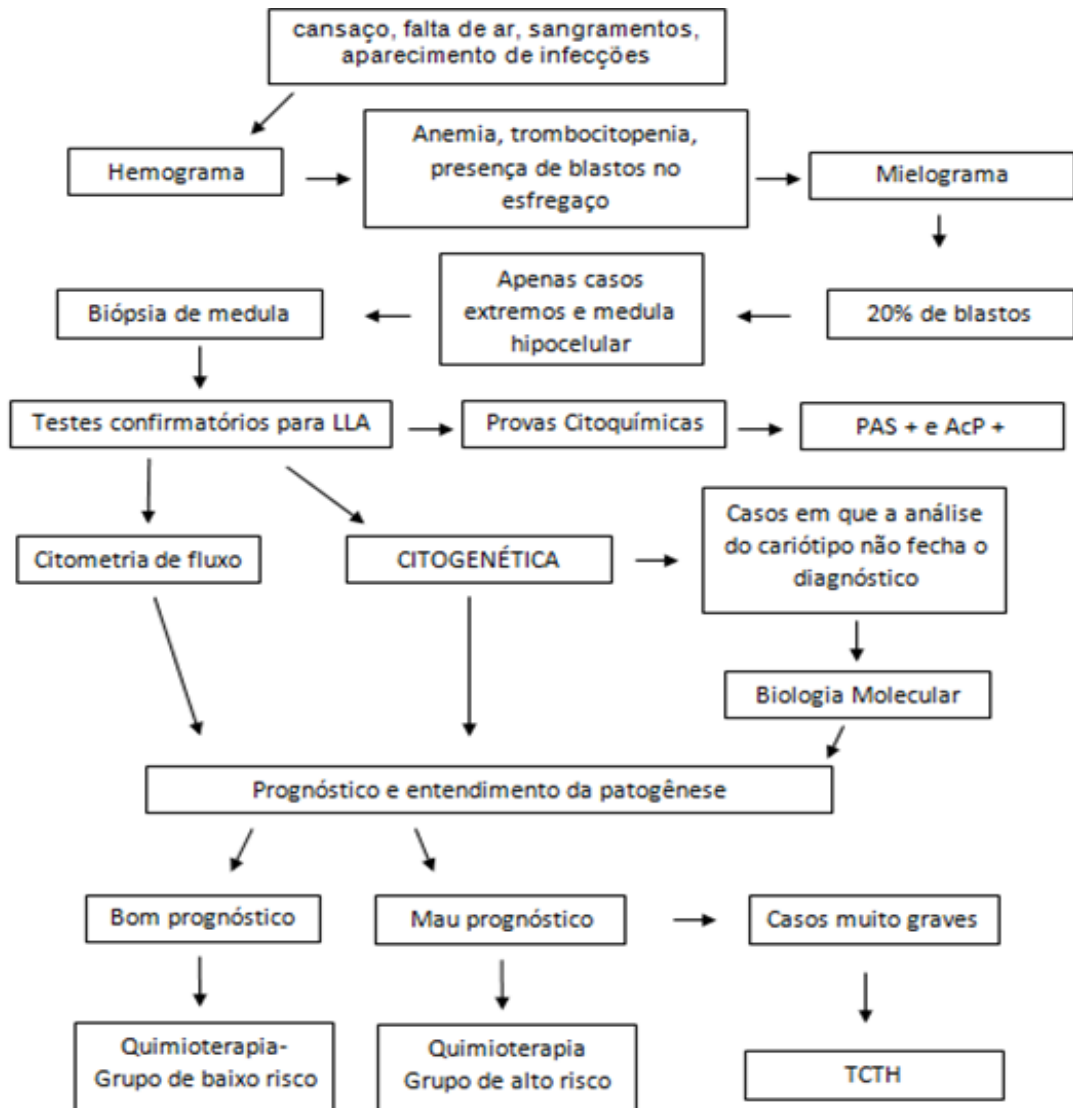 cansaço, falta de ar, sangramentos,
aparecimento de infecções
Hemograma
Anemia, trombocitopenia,
presença de blastos no
esfregaço
Mielograma
Biópsia de medula
Apenas casos
extremos e medula
hipocelular
20% de blastos
Testes confirmatórios para LLA
Provas Citoquímicas
PAS + e AcP +
Citometria de fluxo
CITOGENÉTICA
Casos em que a análise
do cariótipo não fecha o
diagnóstico
Biologia Molecular
Prognóstico e entendimento da patogênese
Bom prognóstico
Mau prognóstico
Casos muito graves
Quimioterapia-
Grupo de baixo risco
Quimioterapia
Grupo de alto risco
TCTH